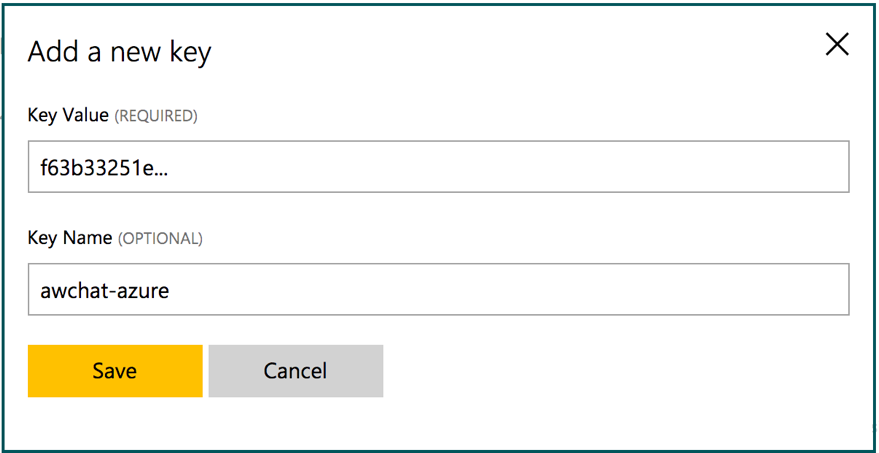 Add a new key
Key Value (REQUIRED)
f63b33251e...
Key Name (OPTIONAL)
awchat-azure
Save Cancel